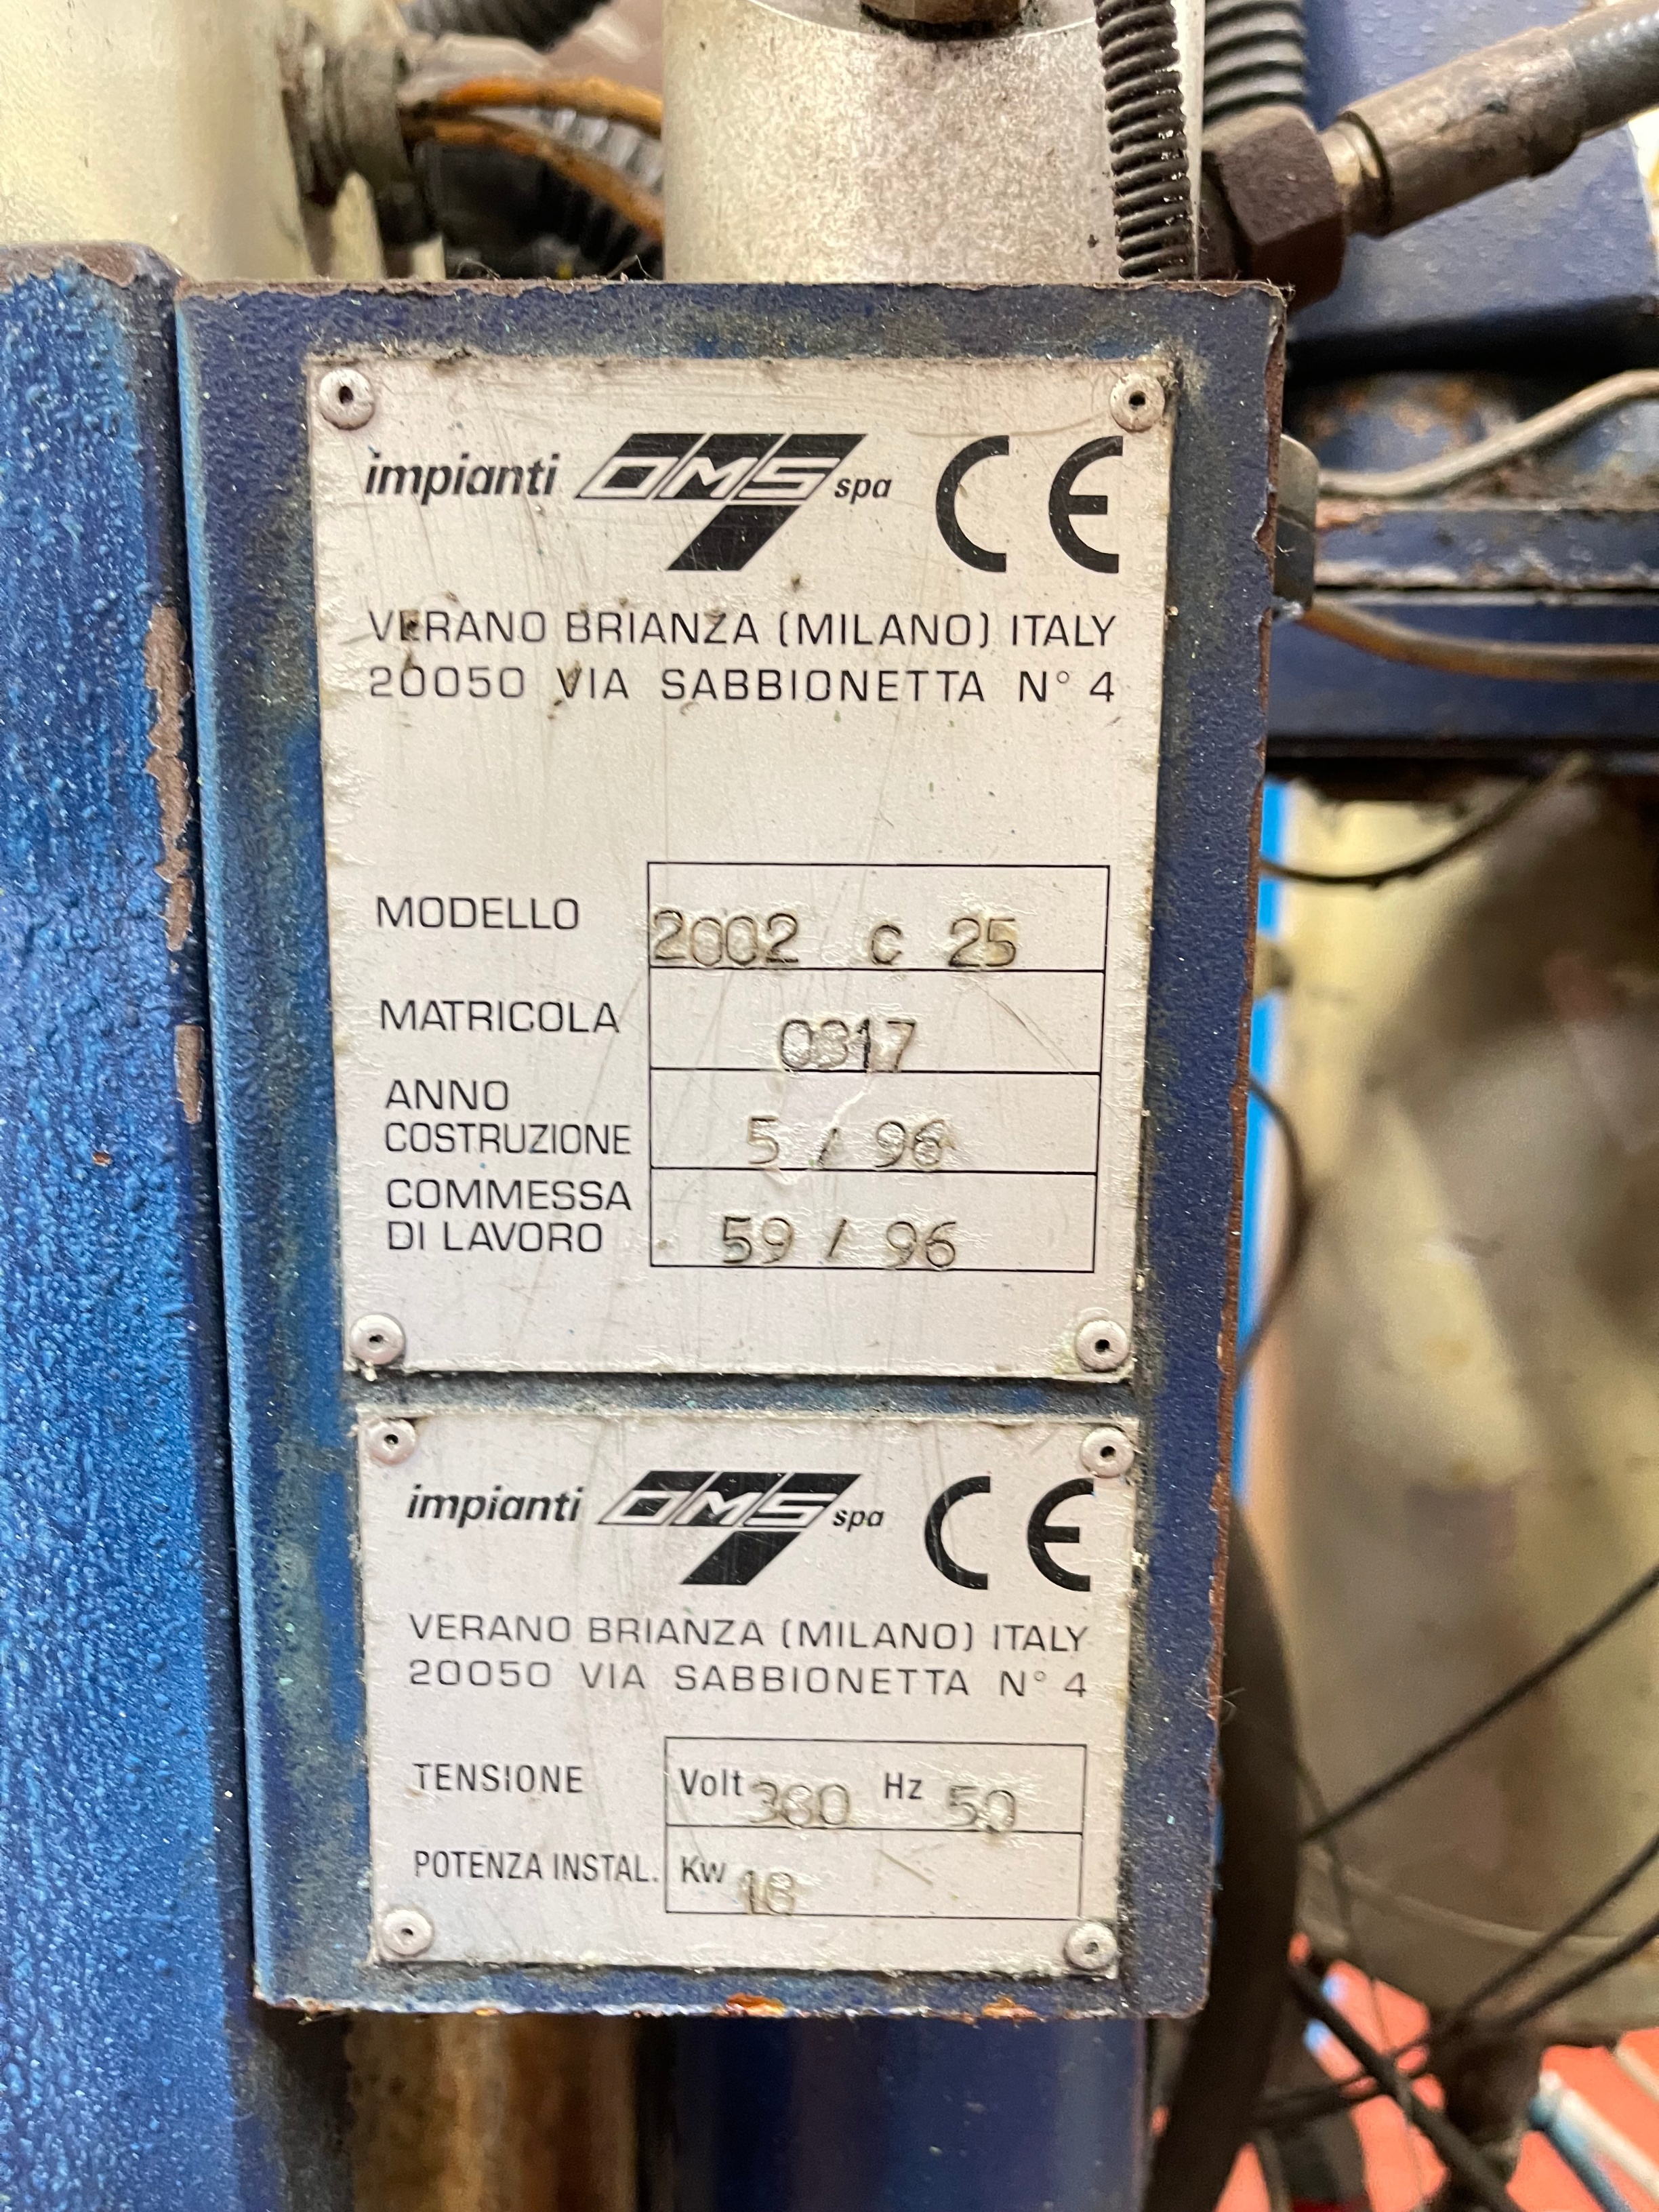 impianti OMS spa CE
VERANO BRIANZA (MILANO) ITALY
20050 VIA SABBIONETTA N° 4
MODELLO 2002 C 25
MATRICOLA 0317
ANNO
COSTRUZIONE 5 / 96
COMMESSA
DI LAVORO 59 / 96
impianti OMS spa CE
VERANO BRIANZA (MILANO) ITALY
20050 VIA SABBIONETTA N° 4
TENSIONE Volt 380 Hz 50
POTENZA INSTAL. Kw